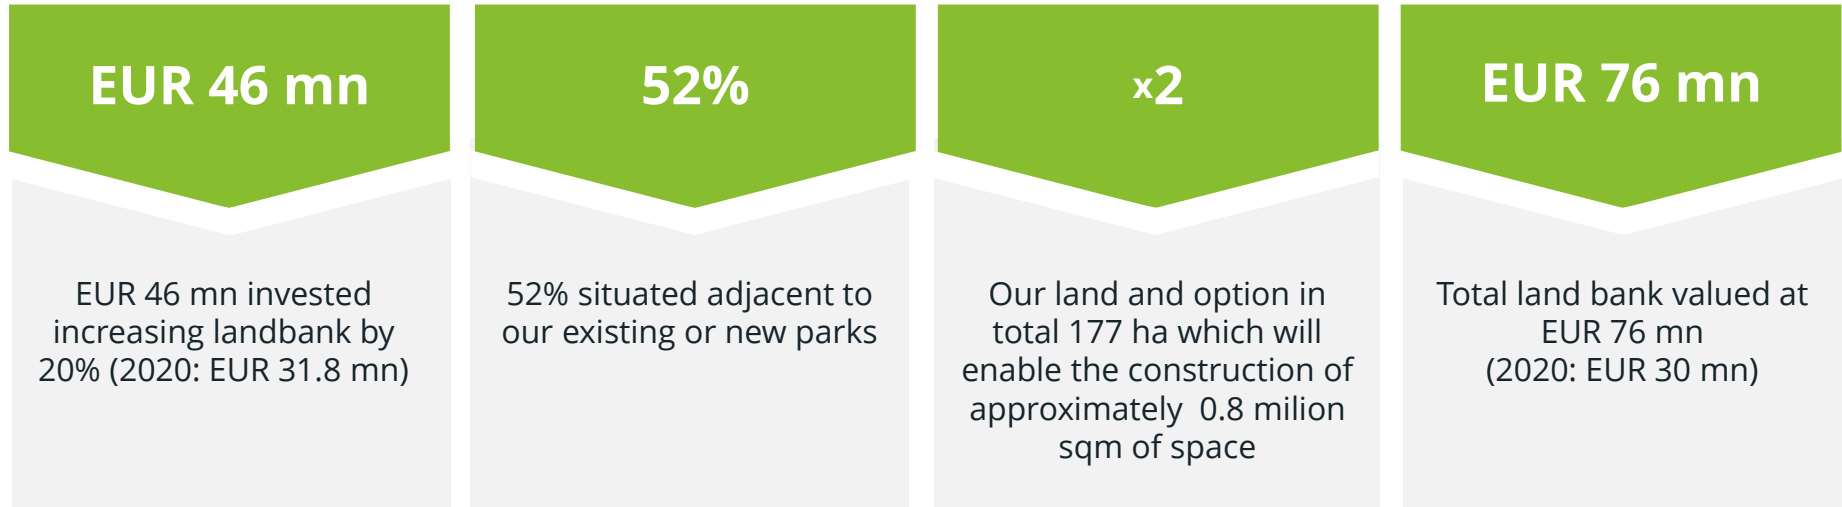 EUR 46 mn
EUR 46 mn invested
increasing landbank by
20% (2020: EUR 31.8 mn)
52%
52% situated adjacent to
our existing or new parks
x2
Our land and option in
total 177 ha which will
enable the construction of
approximately  0.8 milion
sqm of space
EUR 76 mn
Total land bank valued at
EUR 76 mn
(2020: EUR 30 mn)